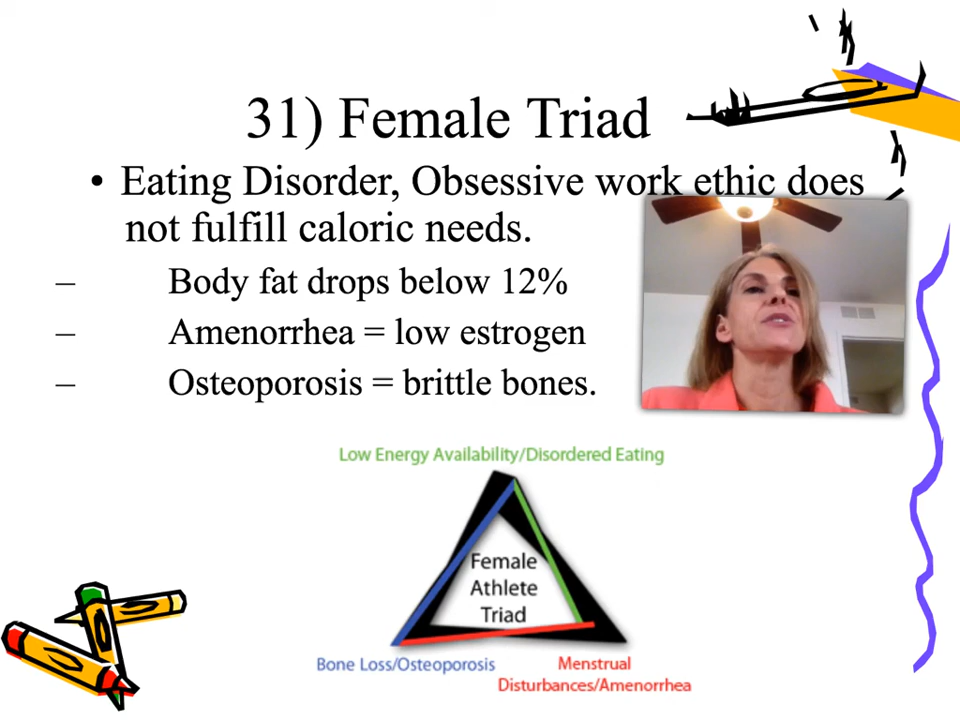 31) Female Triad
• Eating Disorder, Obsessive work ethic does
not fulfill caloric needs.
– Body fat drops below 12%
– Amenorrhea = low estrogen
– Osteoporosis = brittle bones.
Low Energy Availability/Disordered Eating
Female
Athlete
Triad
Bone Loss/Osteoporosis
Menstrual
Disturbances/Amenorrhea